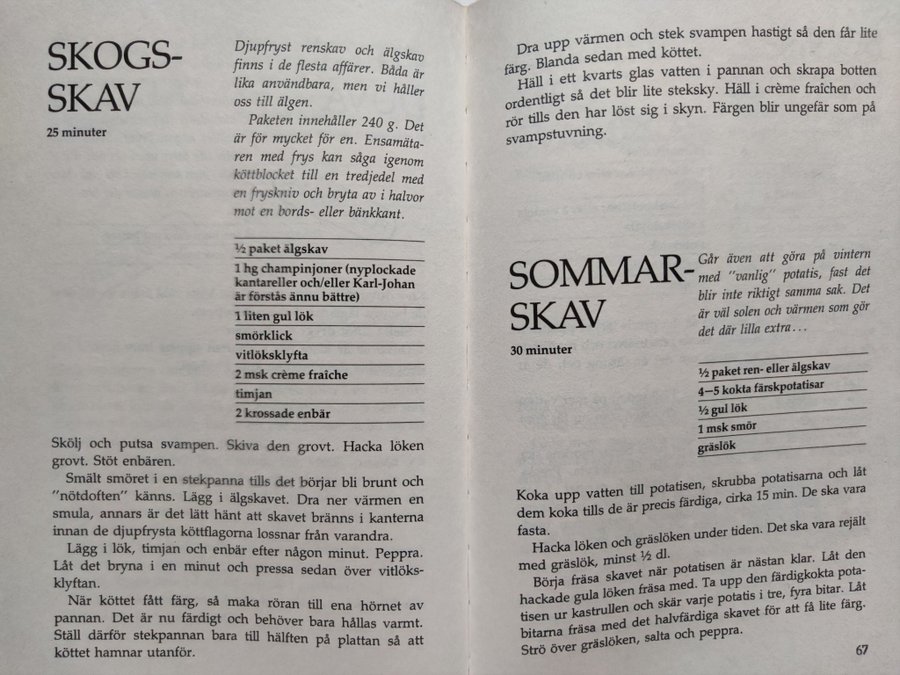 SKOGS-
SKAV
25 minuter
Djupfryst renskav och älgskav
finns i de flesta affärer. Båda är
lika användbara, men vi håller
oss till älgen.
Paketen innehåller 240 g. Det
är för mycket för en. Ensamäta-
ren med frys kan såga igenom
köttblocket till en tredjedel med
en fryskniv och bryta av i halvor
mot en bords- eller bänkkant.
½ paket älgskav
1 hg champinjoner (nyplockade
kantareller och/eller Karl-Johan
är förstås ännu bättre)
1 liten gul lök
smörklick
vitlöksklyfta
2 msk crème fraîche
timjan
2 krossade enbär
Skölj och putsa svampen. Skiva den grovt. Hacka löken
grovt. Stöt enbären.
Smält smöret i en stekpanna tills det börjar bli brunt och
"nötdoften" känns. Lägg i älgskavet. Dra ner värmen en
smula, annars är det lätt hänt att skavet bränns i kanterna
innan de djupfrysta köttflagorna lossnar från varandra.
Lägg i lök, timjan och enbär efter någon minut. Peppra.
Låt det bryna i en minut och pressa sedan över vitlöks-
klyftan.
När köttet fått färg, så maka röran till ena hörnet av
pannan. Det är nu färdigt och behöver bara hållas varmt.
Ställ därför stekpannan bara till hälften på plattan så att
köttet hamnar utanför.
Dra upp värmen och stek svampen hastigt så den får lite
färg. Blanda sedan med köttet.
Häll i ett kvarts glas vatten i pannan och skrapa botten
ordentligt så det blir lite steksky. Häll i crème fraîchen och
rör tills den har löst sig i skyn. Färgen blir ungefär som på
svampstuvning.
SOMMAR-
SKAV
30 minuter
Går även att göra på vintern
med "vanlig" potatis, fast det
blir inte riktigt samma sak. Det
är väl solen och värmen som gör
det där lilla extra...
½ paket ren- eller älgskav
4–5 kokta färskpotatisar
½ gul lök
1 msk smör
gräslök
Koka upp vatten till potatisen, skrubba potatisarna och låt
dem koka tills de är precis färdiga, cirka 15 min. De ska vara
fasta.
Hacka löken och gräslöken under tiden. Det ska vara rejält
med gräslök, minst ½ dl.
Börja fräsa skavet när potatisen är nästan klar. Låt den
hackade gula löken fräsa med. Ta upp den färdigkokta pota-
tisen ur kastrullen och skär varje potatis i tre, fyra bitar. Låt
bitarna fräsa med det halvfärdiga skavet för att få lite färg.
Strö över gräslöken, salta och peppra.
67